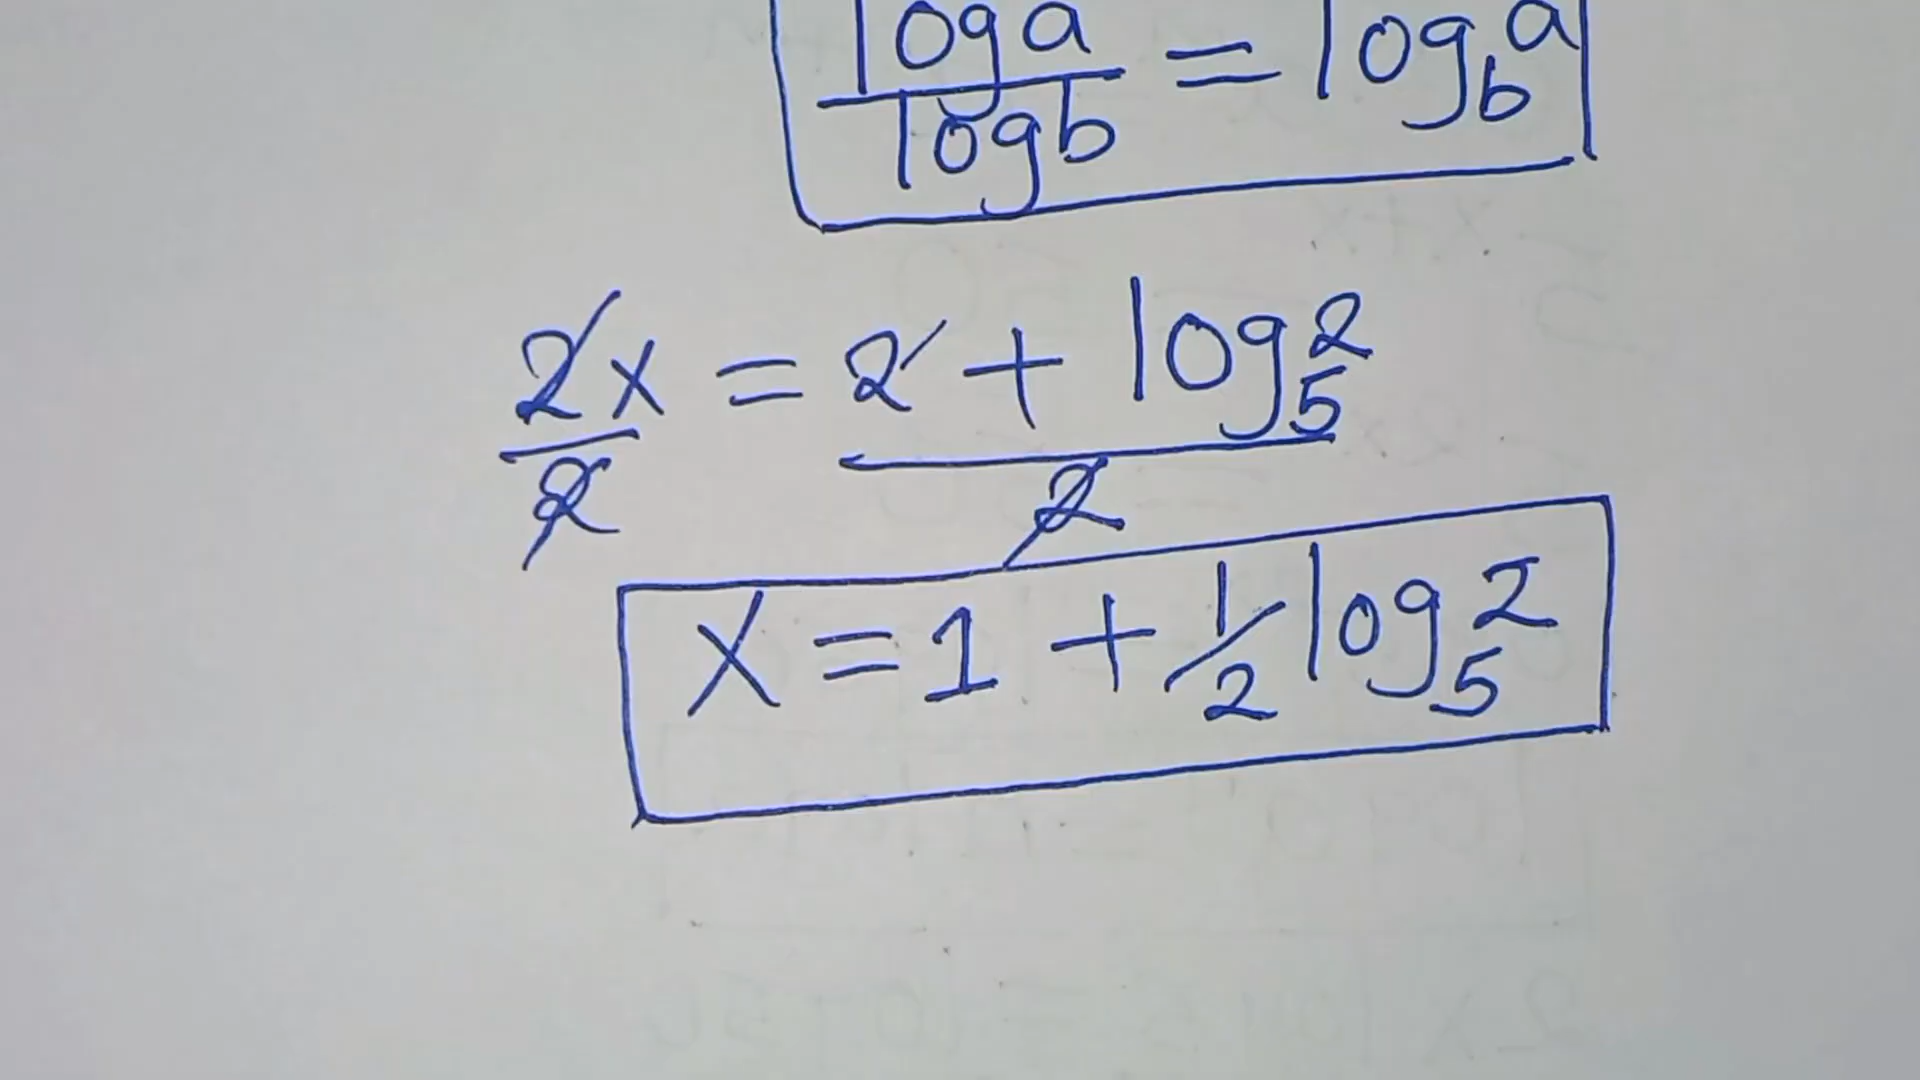 log a / log b = log_b a
2x / 2 = 2 + log_5 2 / 2
x = 1 + 1/2 log_5 2